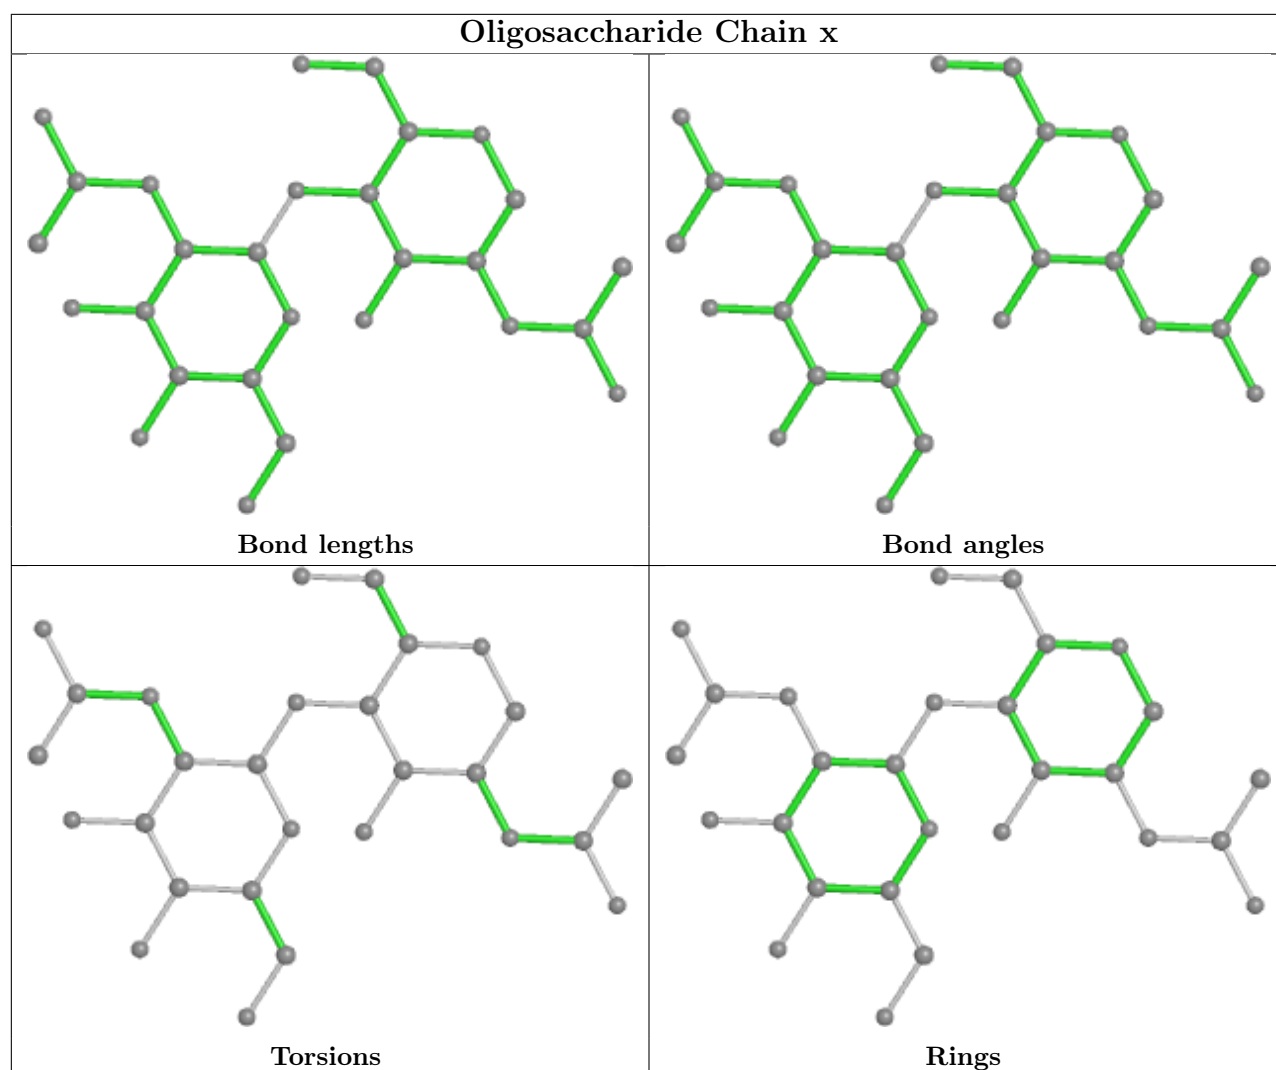 Oligosaccharide Chain x
Bond lengths
Bond angles
Torsions
Rings